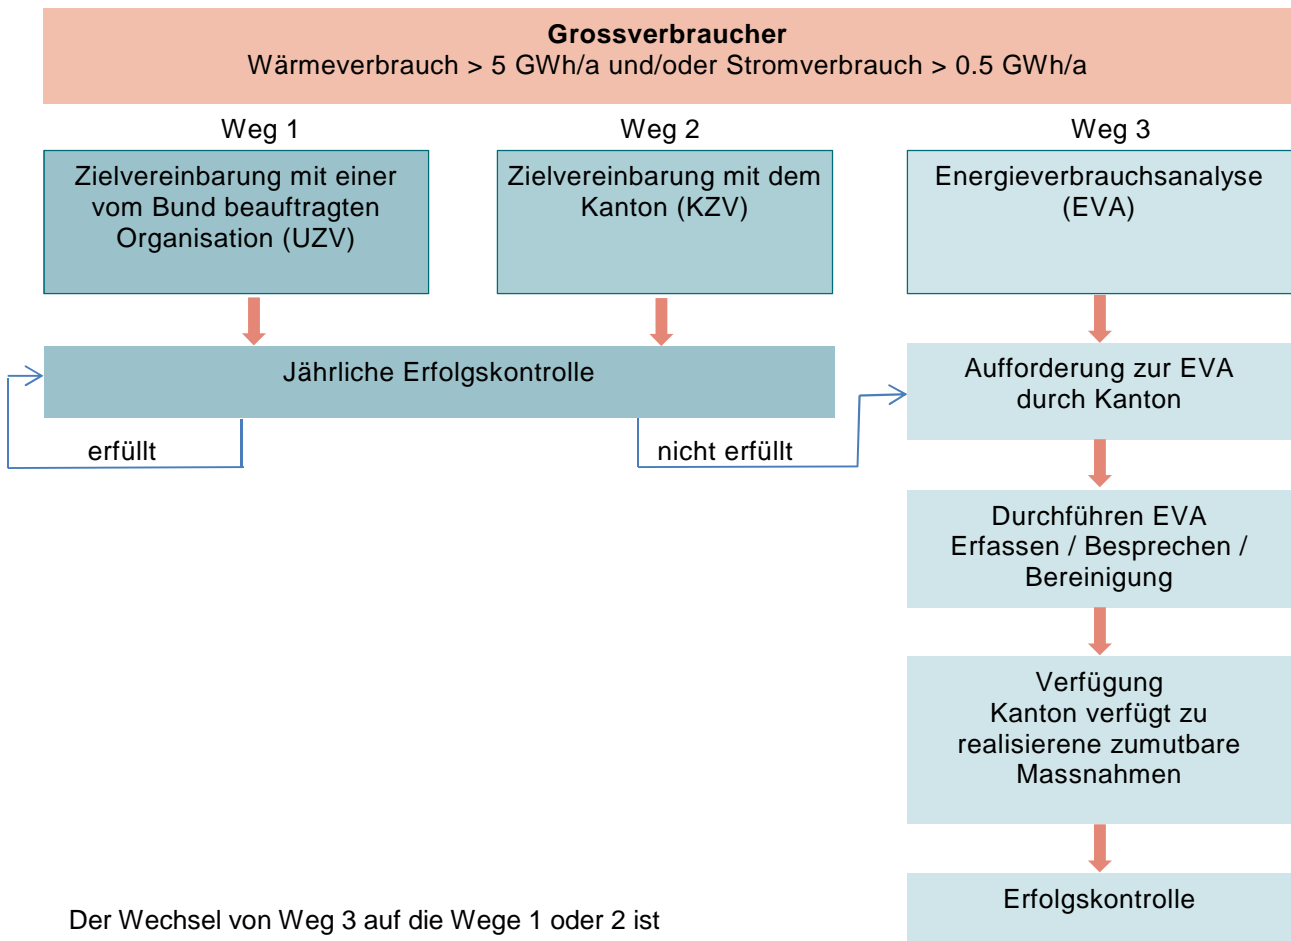 Grossverbraucher
Wärmeverbrauch > 5 GWh/a und/oder Stromverbrauch > 0.5 GWh/a
Weg 1
Weg 2
Weg 3
Zielvereinbarung mit einer
vom Bund beauftragten
Organisation (UZV)
Zielvereinbarung mit dem
Kanton (KZV)
Energieverbrauchsanalyse
(EVA)
Jährliche Erfolgskontrolle
erfüllt
nicht erfüllt
Aufforderung zur EVA
durch Kanton
Durchführen EVA
Erfassen / Besprechen /
Bereinigung
Verfügung
Kanton verfügt zu
realisierene zumutbare
Massnahmen
Erfolgskontrolle
Der Wechsel von Weg 3 auf die Wege 1 oder 2 ist